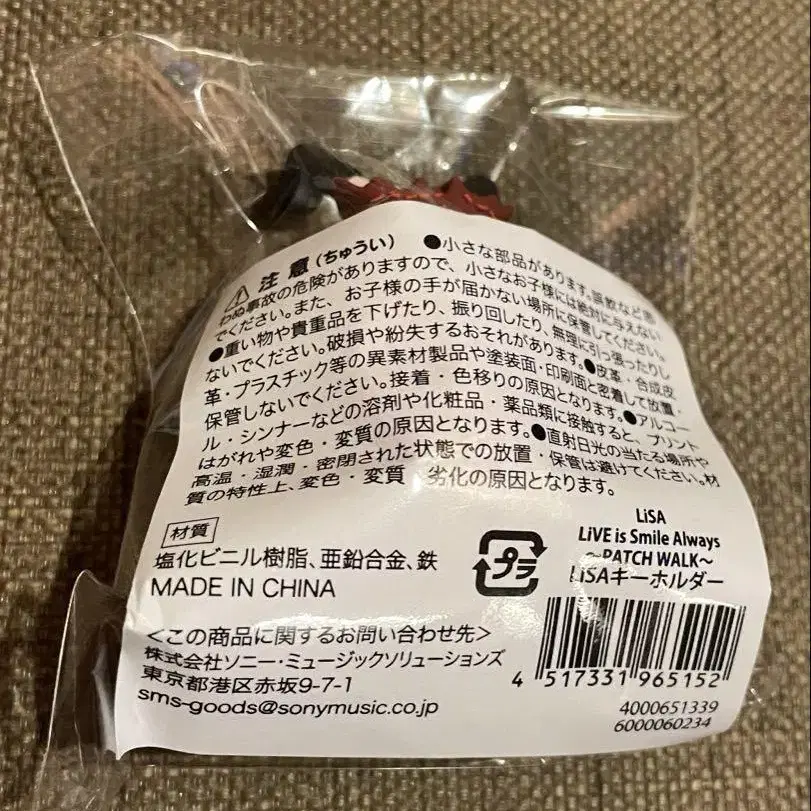 注意(ちゅうい) ●小さな部品があります。誤飲など思
わぬ事故の危険がありますので、小さなお子様には絶対に与えない
でください。また、お子様の手が届かない場所に保管してください。
●重い物や貴重品を下げたり、振り回したり、無理に引っ張ったりし
ないでください。破損や紛失するおそれがあります。●皮革・合成皮
革・プラスチック等の異素材製品や塗装面・印刷面と密着して放置・
保管しないでください。接着・色移りの原因となります。●アルコー
ル・シンナーなどの溶剤や化粧品・薬品類に接触すると、プリント
はがれや変色・変質の原因となります。●直射日光の当たる場所や
高温・湿潤・密閉された状態での放置・保管は避けてください。材
質の特性上、変色・変質 劣化の原因となります。
材質
塩化ビニル樹脂、亜鉛合金、鉄
MADE IN CHINA
プラ
LiSA
LiVE is Smile Always
~PATCH WALK~
LiSAキーホルダー
<この商品に関するお問い合わせ先>
株式会社ソニー・ミュージックソリューションズ
東京都港区赤坂9-7-1
sms-goods@sonymusic.co.jp
4 517331 965152
4000651339
6000060234